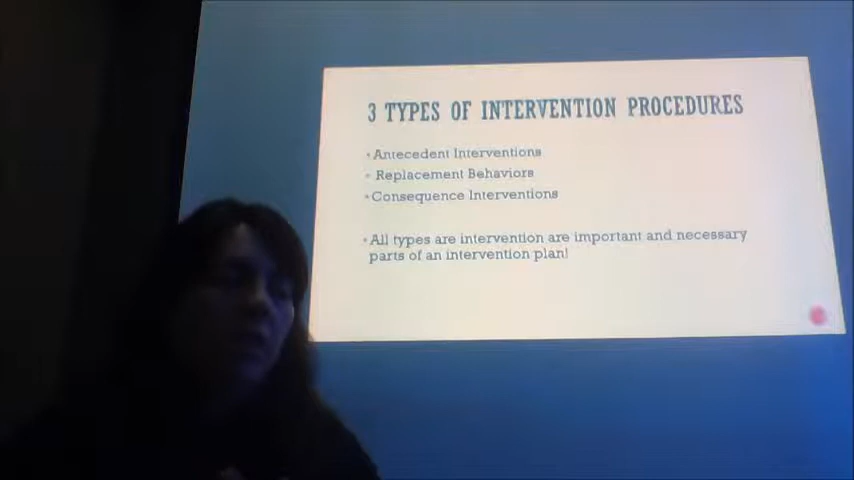 3 TYPES OF INTERVENTION PROCEDURES
• Antecedent Interventions
• Replacement Behaviors
• Consequence Interventions
• All types are intervention are important and necessary
parts of an intervention plan!